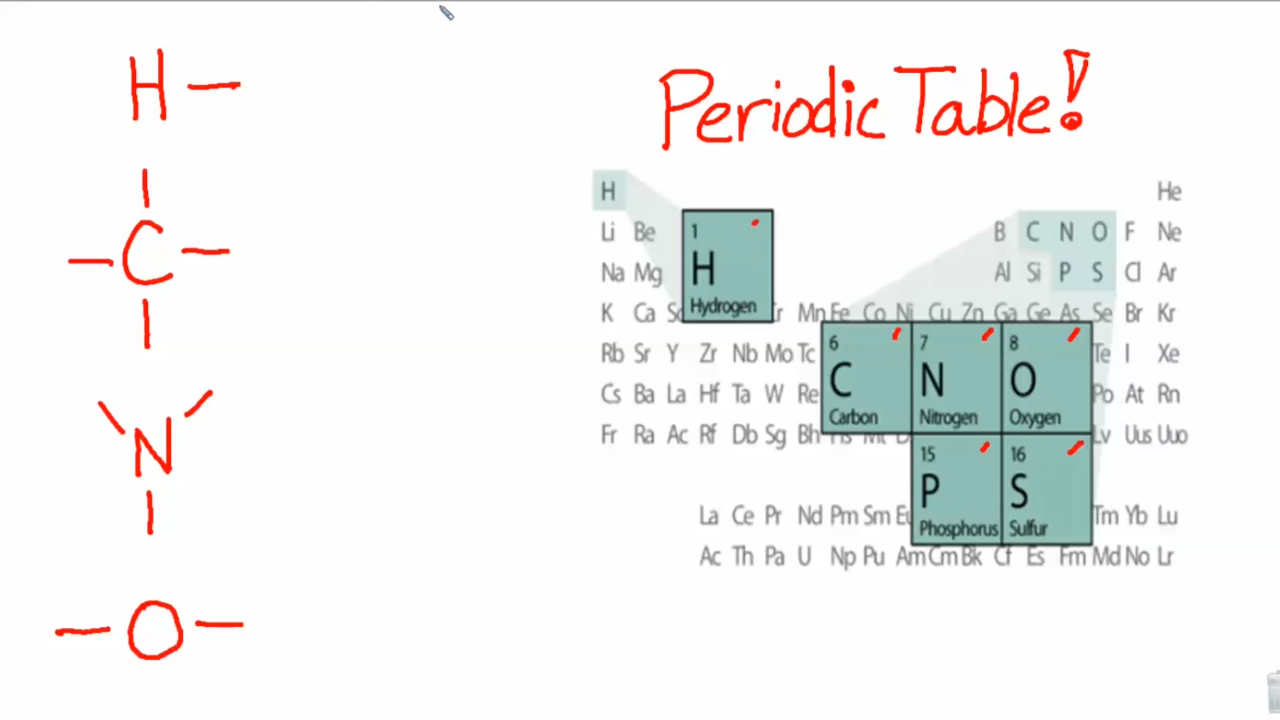 H
C
N
O
Periodic Table!
H He
Li Be B C N O F Ne
Na Mg Al Si P S Cl Ar
K Ca Mn Fe Co Ni Cu Zn Ga Ge As Se Br Kr
Rb Sr Y Zr Nb Mo Tc Te I Xe
Cs Ba La Hf Ta W Re Po At Rn
Fr Ra Ac Rf Db Sg Bh Lv Uus Uuo
La Ce Pr Nd Pm Sm Tm Yb Lu
Ac Th Pa U Np Pu Am Cm Bk Cf Es Fm Md No Lr
1
H
Hydrogen
6
C
Carbon
7
N
Nitrogen
8
O
Oxygen
15
P
Phosphorus
16
S
Sulfur